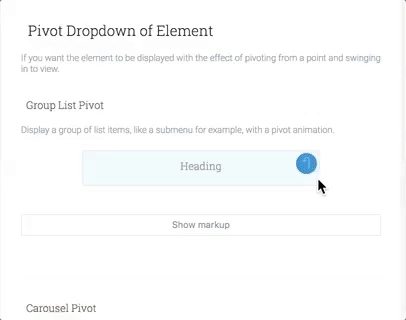 Pivot Dropdown of Element
If you want the element to be displayed with the effect of pivoting from a point and swinging
in to view.
Group List Pivot
Display a group of list items, like a submenu for example, with a pivot animation.
Heading
Show markup
Carousel Pivot